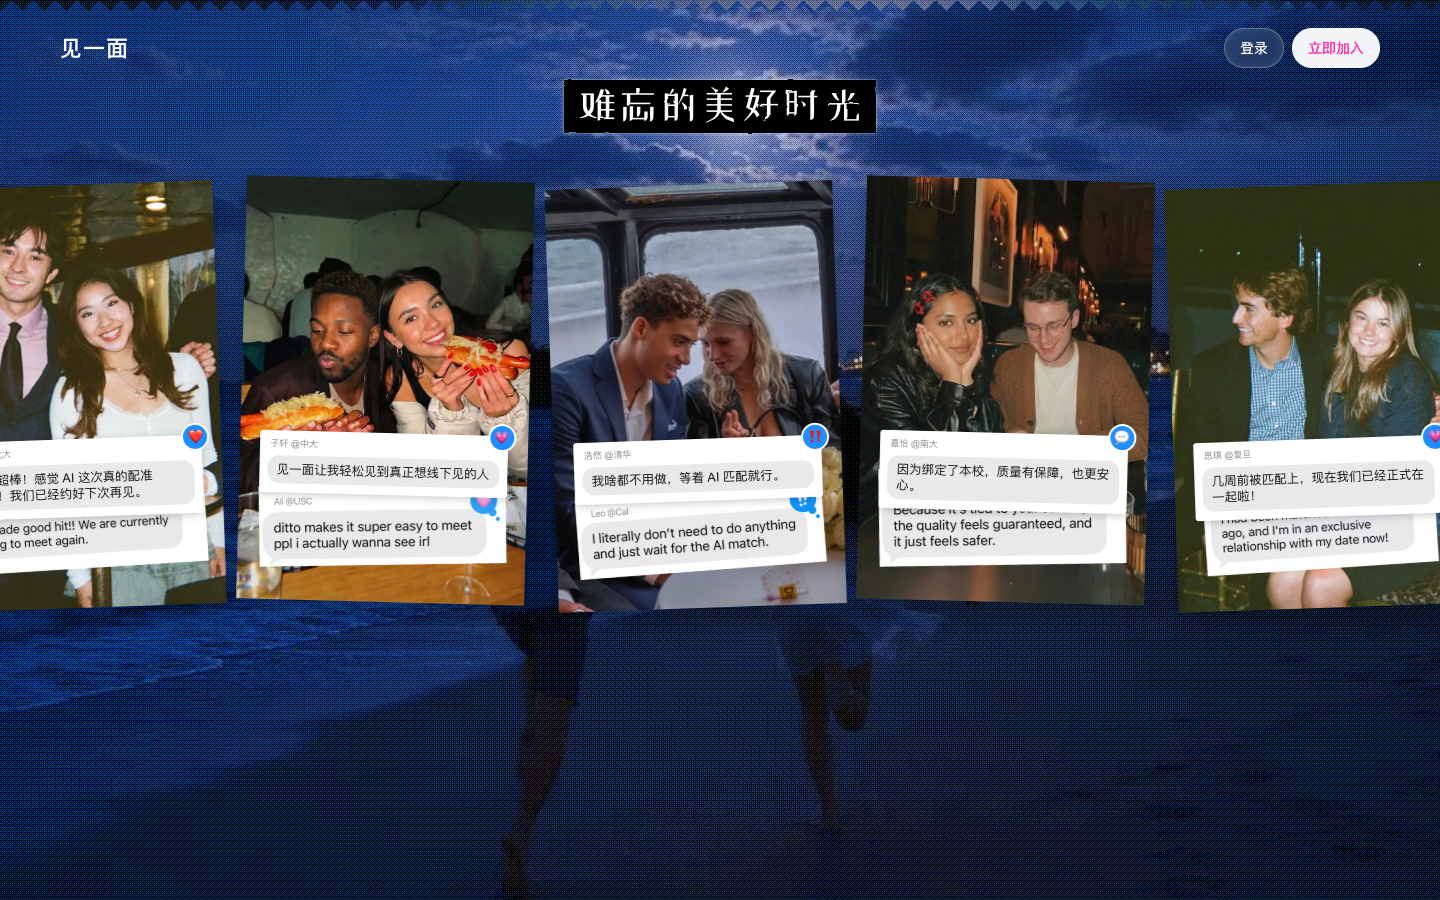 见一面
登录
立即加入
难忘的美好时光
超棒！感觉 AI 这次真的配准
！我们已经约好下次再见。
ade good hit!! We are currently
g to meet again.
子轩 @中大
见一面让我轻松见到真正想线下见的人
Ali @USC
ditto makes it super easy to meet
ppl i actually wanna see irl
浩然 @清华
我啥都不用做，等着 AI 匹配就行。
Leo @Cal
I literally don't need to do anything
and just wait for the AI match.
嘉怡 @南大
因为绑定了本校，质量有保障，也更安
心。
Because it's tied to your
the quality feels guaranteed, and
it just feels safer.
思琪 @复旦
几周前被匹配上，现在我们已经正式在
一起啦！
I had been
ago, and I'm in an exclusive
relationship with my date now!